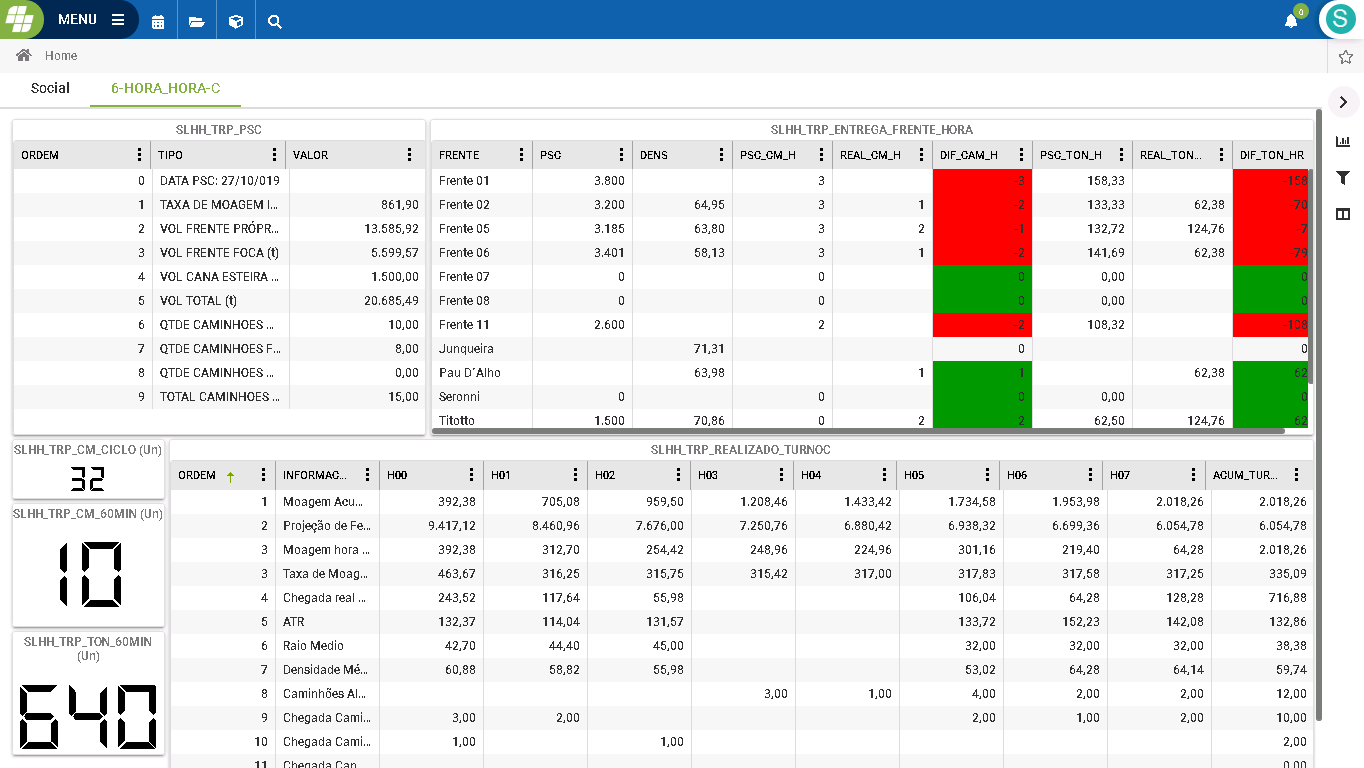 MENU
0
S
Home
Social 6-HORA_HORA-C
SLHH_TRP_PSC
ORDEM TIPO VALOR
0 DATA PSC: 27/10/019
1 TAXA DE MOAGEM I... 861,90
2 VOL FRENTE PRÓPR... 13.585,92
3 VOL FRENTE FOCA (t) 5.599,57
4 VOL CANA ESTEIRA ... 1.500,00
5 VOL TOTAL (t) 20.685,49
6 QTDE CAMINHOES ... 10,00
7 QTDE CAMINHOES F... 8,00
8 QTDE CAMINHOES ... 0,00
9 TOTAL CAMINHOES ... 15,00
SLHH_TRP_ENTREGA_FRENTE_HORA
FRENTE PSC DENS PSC_CM_H REAL_CM_H DIF_CAM_H PSC_TON_H REAL_TON... DIF_TON_HR
Frente 01 3.800 3 -3 158,33 -158
Frente 02 3.200 64,95 3 1 -2 133,33 62,38 -70
Frente 05 3.185 63,80 3 2 -1 132,72 124,76 -7
Frente 06 3.401 58,13 3 1 -2 141,69 62,38 -79
Frente 07 0 0 0 0,00 0
Frente 08 0 0 0 0,00 0
Frente 11 2.600 2 -2 108,32 -108
Junqueira 71,31 0 0
Pau D´Alho 63,98 1 1 62,38 62
Seronni 0 0 0 0,00 0
Titotto 1.500 70,86 0 2 2 62,50 124,76 62
SLHH_TRP_CM_CICLO (Un)
32
SLHH_TRP_CM_60MIN (Un)
10
SLHH_TRP_TON_60MIN
(Un)
640
SLHH_TRP_REALIZADO_TURNOC
ORDEM INFORMAC... H00 H01 H02 H03 H04 H05 H06 H07 AGUM_TUR...
1 Moagem Acu... 392,38 705,08 959,50 1.208,46 1.433,42 1.734,58 1.953,98 2.018,26 2.018,26
2 Projeção de Fe... 9.417,12 8.460,96 7.676,00 7.250,76 6.880,42 6.938,32 6.699,36 6.054,78 6.054,78
3 Moagem hora ... 392,38 312,70 254,42 248,96 224,96 301,16 219,40 64,28 2.018,26
3 Taxa de Moag... 463,67 316,25 315,75 315,42 317,00 317,83 317,58 317,25 335,09
4 Chegada real ... 243,52 117,64 55,98 106,04 64,28 128,28 716,88
5 ATR 132,37 114,04 131,57 133,72 152,23 142,08 132,86
6 Raio Medio 42,70 44,40 45,00 32,00 32,00 32,00 38,38
7 Densidade Mé... 60,88 58,82 55,98 53,02 64,28 64,14 59,74
8 Caminhões Al... 3,00 1,00 4,00 2,00 2,00 12,00
9 Chegada Cami... 3,00 2,00 2,00 1,00 2,00 10,00
10 Chegada Cami... 1,00 1,00 2,00
11 Chegada Can... 0,00